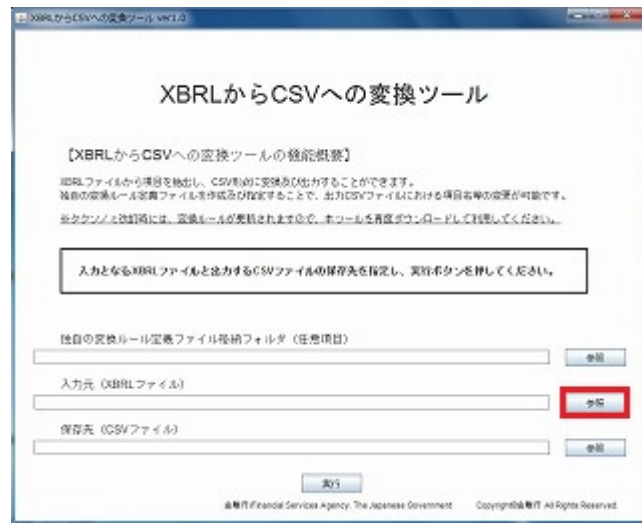 XBRLからCSVへの変換ツール ver1.0
XBRLからCSVへの変換ツール
【XBRLからCSVへの変換ツールの機能概要】
XBRLファイルから項目を抽出し、CSV形式に変換及び出力することができます。
独自の変換ルール定義ファイルを作成及び指定することで、出力CSVファイルにおける項目名等の変更が可能です。
※タクソノミ改訂時には、変換ルールが更新されますので、本ツールを再度ダウンロードして利用してください。
入力となるXBRLファイルと出力するCSVファイルの保存先を指定し、実行ボタンを押してください。
独自の変換ルール定義ファイル格納フォルダ（任意項目）
参照
入力元（XBRLファイル）
参照
保存先（CSVファイル）
参照
実行
金融庁/Financial Services Agency, The Japanese Government Copyright©金融庁 All Rights Reserved.